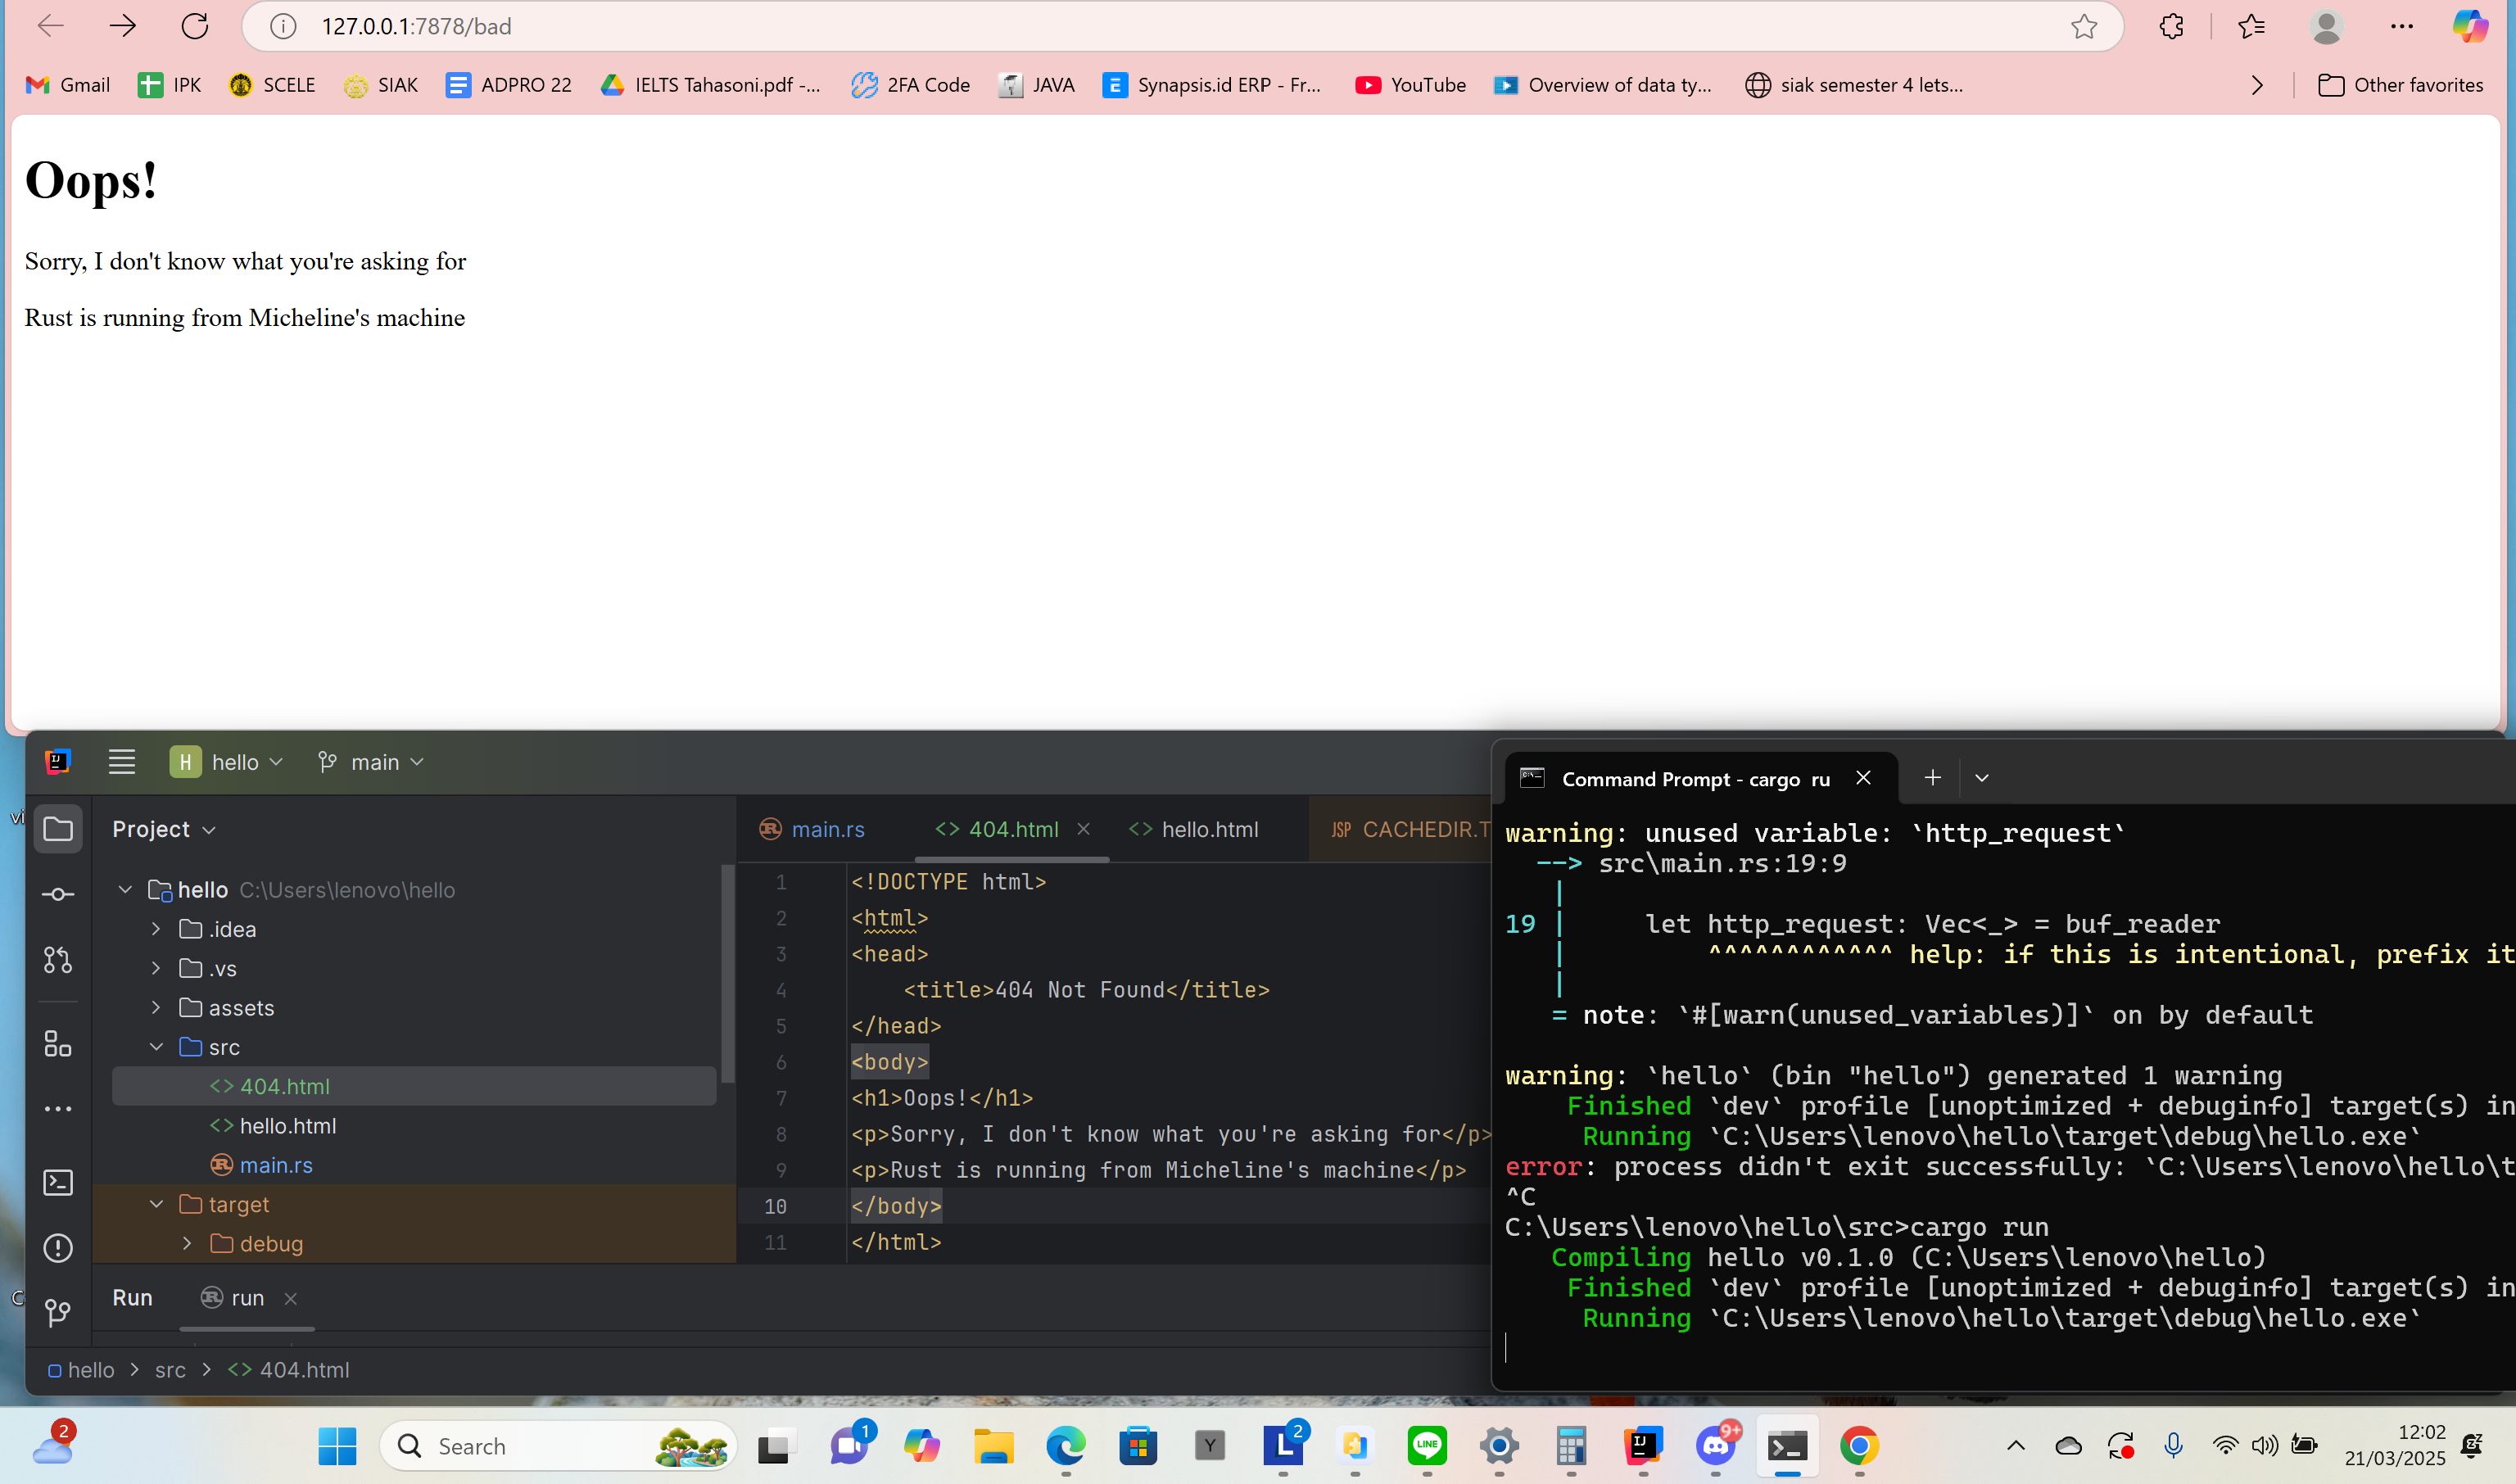 127.0.0.1:7878/bad
Gmail IPK SCELE SIAK ADPRO 22 IELTS Tahasoni.pdf -... 2FA Code JAVA Synapsis.id ERP - Fr... YouTube Overview of data ty... siak semester 4 lets... Other favorites
Oops!
Sorry, I don't know what you're asking for
Rust is running from Micheline's machine
H hello main
Project
hello C:\Users\lenovo\hello
.idea
.vs
assets
src
404.html
hello.html
main.rs
target
debug
main.rs 404.html hello.html JSP CACHEDIR.T
1 <!DOCTYPE html>
2 <html>
3 <head>
4 <title>404 Not Found</title>
5 </head>
6 <body>
7 <h1>Oops!</h1>
8 <p>Sorry, I don't know what you're asking for</p>
9 <p>Rust is running from Micheline's machine</p>
10 </body>
11 </html>
Run run
hello > src > <> 404.html
Command Prompt - cargo ru
warning: unused variable: `http_request`
--> src\main.rs:19:9
|
19 | let http_request: Vec<_> = buf_reader
| ^^^^^^^^^^^^ help: if this is intentional, prefix it
|
= note: `#[warn(unused_variables)]` on by default
warning: `hello` (bin "hello") generated 1 warning
Finished `dev` profile [unoptimized + debuginfo] target(s) in
Running `C:\Users\lenovo\hello\target\debug\hello.exe`
error: process didn't exit successfully: `C:\Users\lenovo\hello\t
^C
C:\Users\lenovo\hello\src>cargo run
Compiling hello v0.1.0 (C:\Users\lenovo\hello)
Finished `dev` profile [unoptimized + debuginfo] target(s) in
Running `C:\Users\lenovo\hello\target\debug\hello.exe`
2
Search
1
Y
L 2
LINE
IJ
9+
12:02
21/03/2025